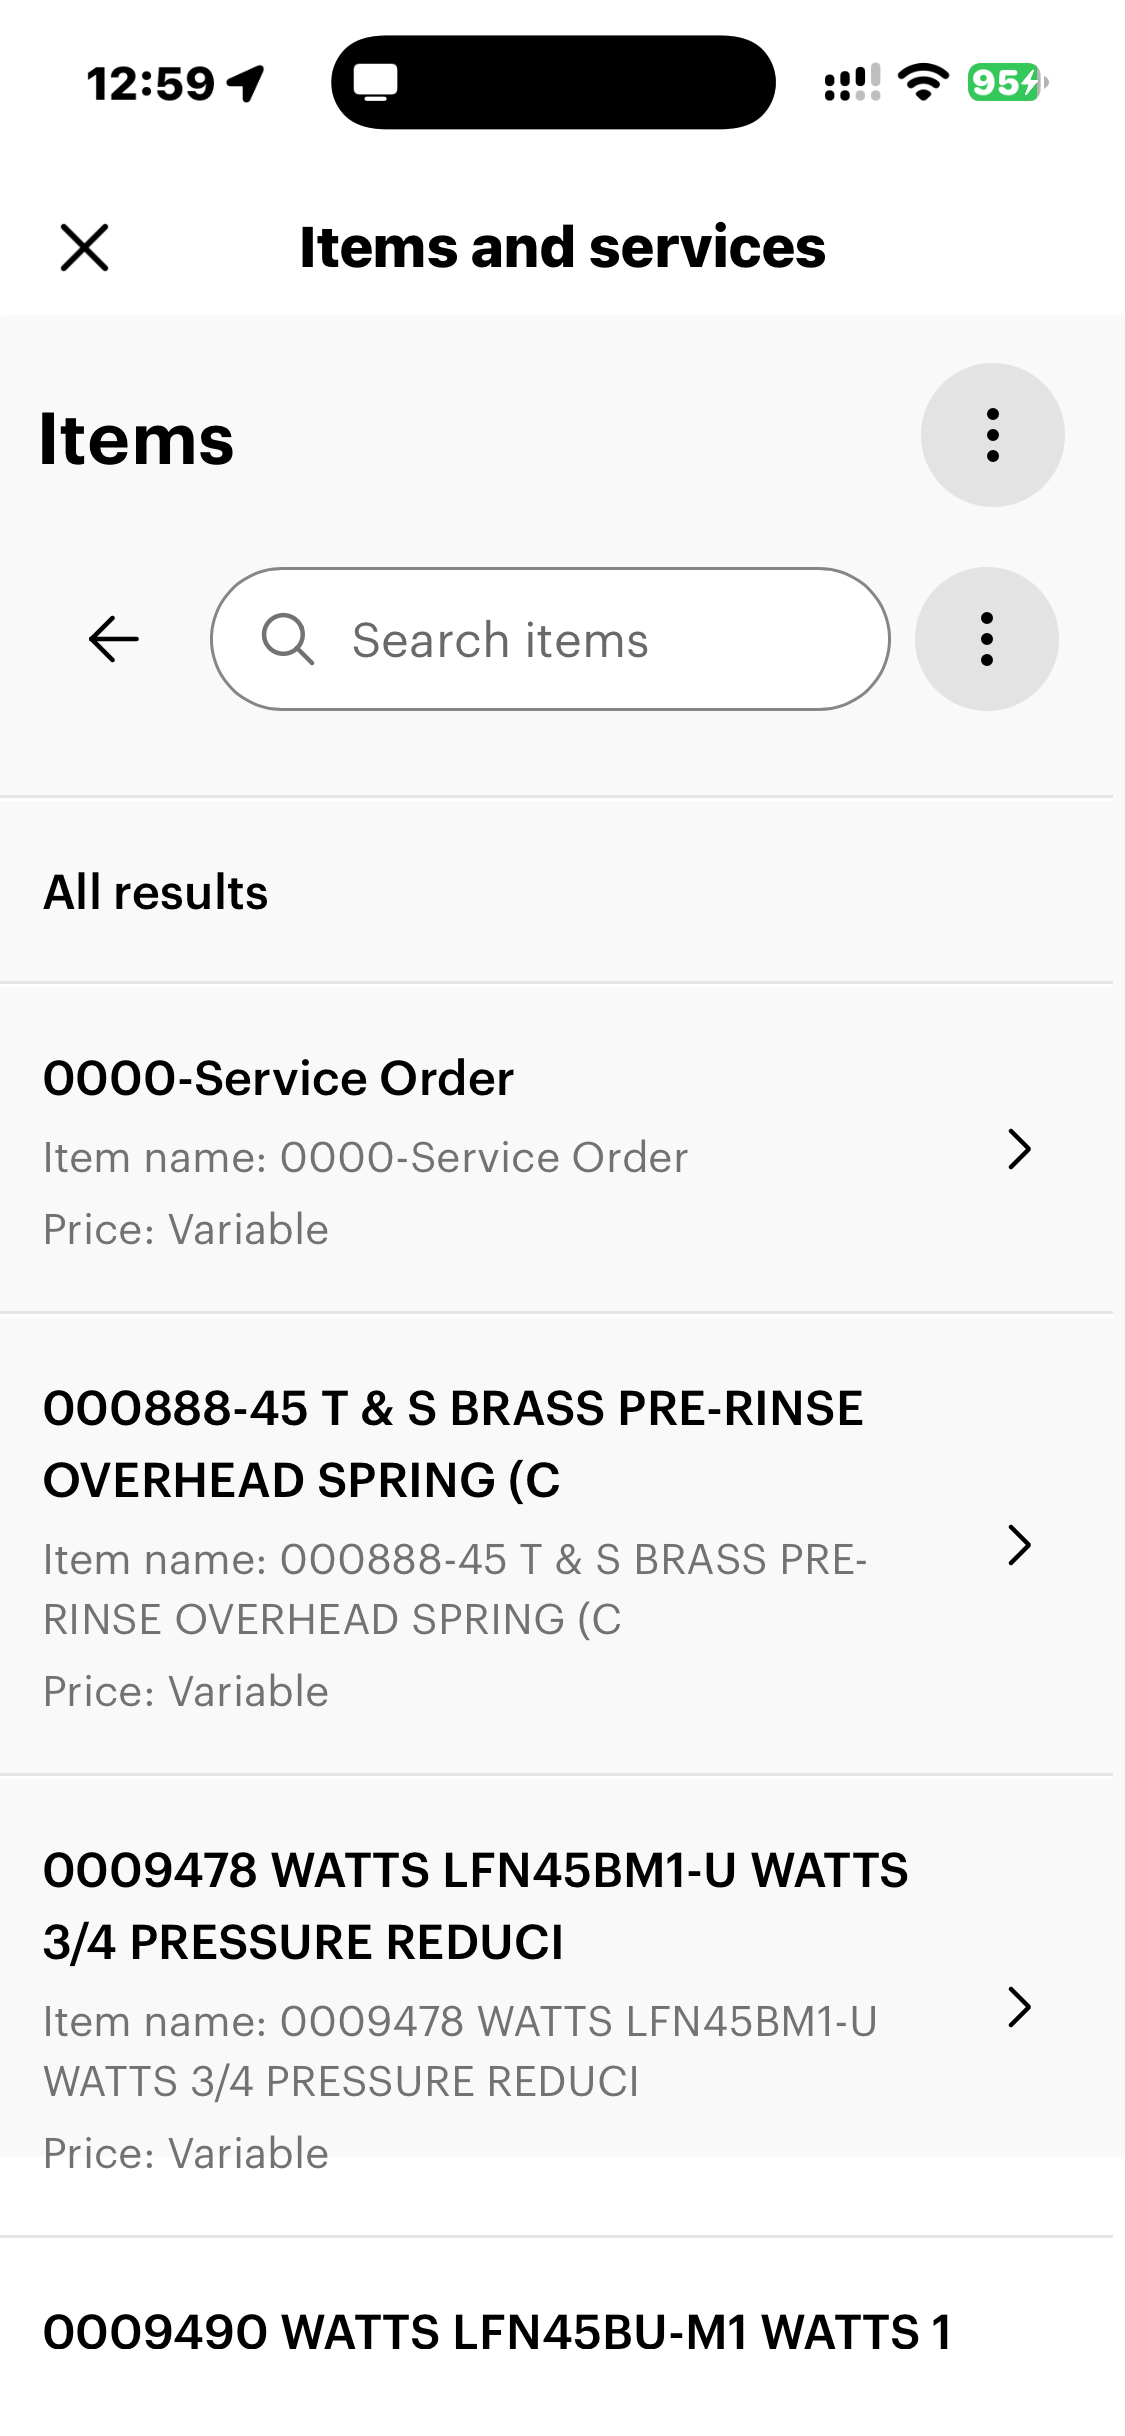 12:59
95
Items and services
Items
Search items
All results
0000-Service Order
Item name: 0000-Service Order
Price: Variable
000888-45 T & S BRASS PRE-RINSE
OVERHEAD SPRING (C
Item name: 000888-45 T & S BRASS PRE-
RINSE OVERHEAD SPRING (C
Price: Variable
0009478 WATTS LFN45BM1-U WATTS
3/4 PRESSURE REDUCI
Item name: 0009478 WATTS LFN45BM1-U
WATTS 3/4 PRESSURE REDUCI
Price: Variable
0009490 WATTS LFN45BU-M1 WATTS 1